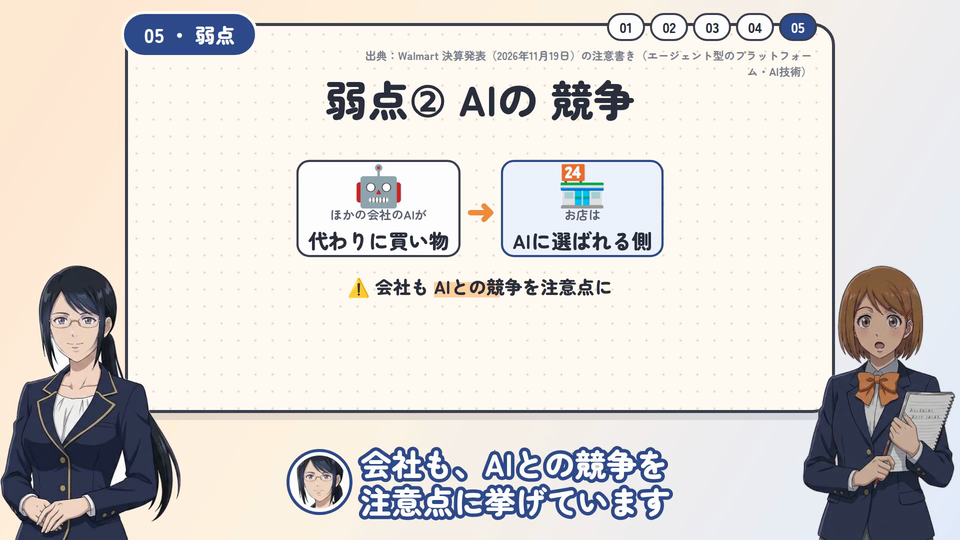 05 ・ 弱点
01 02 03 04 05
出典：Walmart 決算発表（2026年11月19日）の注意書き（エージェント型のプラットフォー
ム・AI技術）
弱点② AIの 競争
ほかの会社のAIが
代わりに買い物
24
お店は
AIに選ばれる側
会社も AIとの競争を注意点に
会社も、AIとの競争を
注意点に挙げています